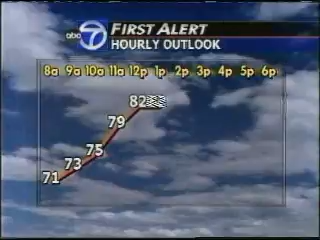 abc 7 FIRST ALERT
HOURLY OUTLOOK
8a 9a 10a 11a 12p 1p 2p 3p 4p 5p 6p
82
79
75
73
71